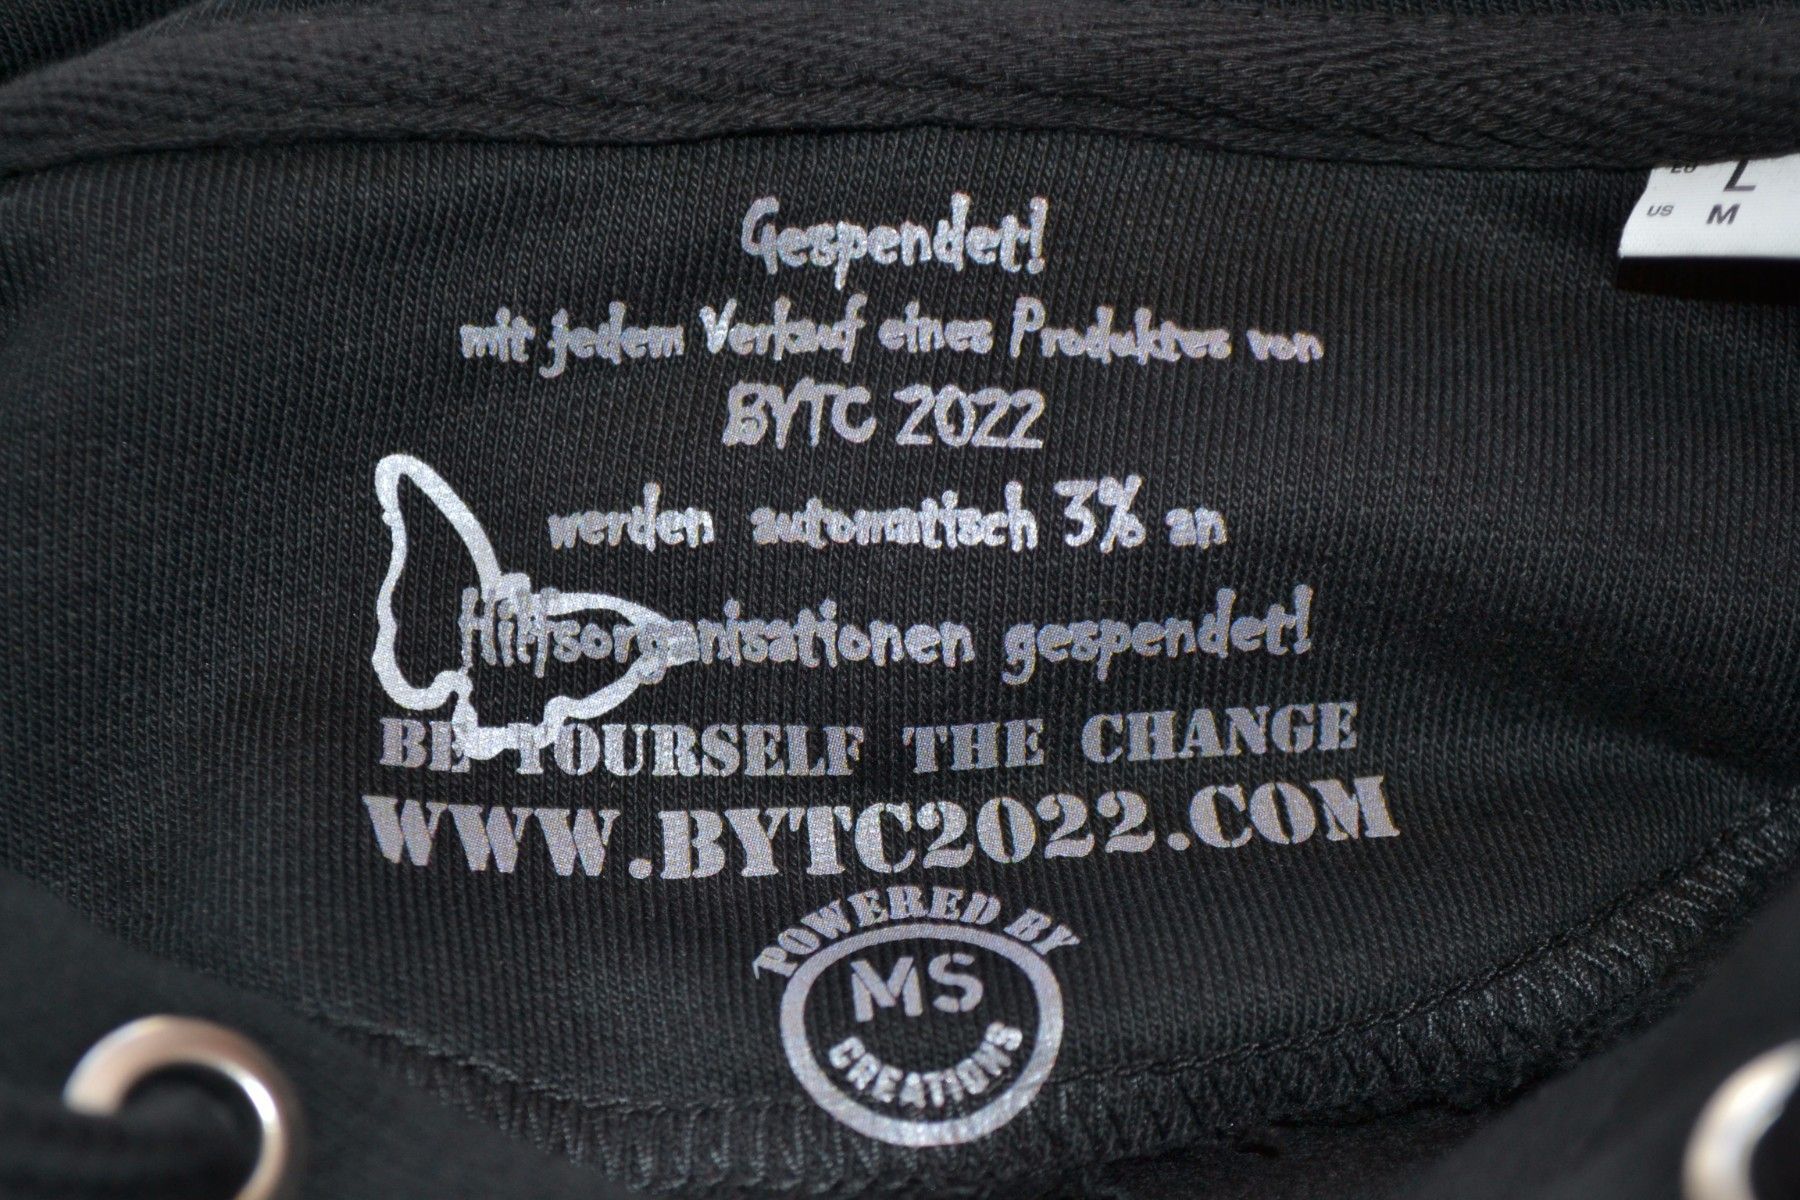 Gespendet!
mit jedem Verkauf eines Produktes von
BYTC 2022
werden automatisch 3% an
Hilfsorganisationen gespendet!
BE YOURSELF THE CHANGE
WWW.BYTC2022.COM
POWERED BY
MS
CREATIONS
EU L
US M